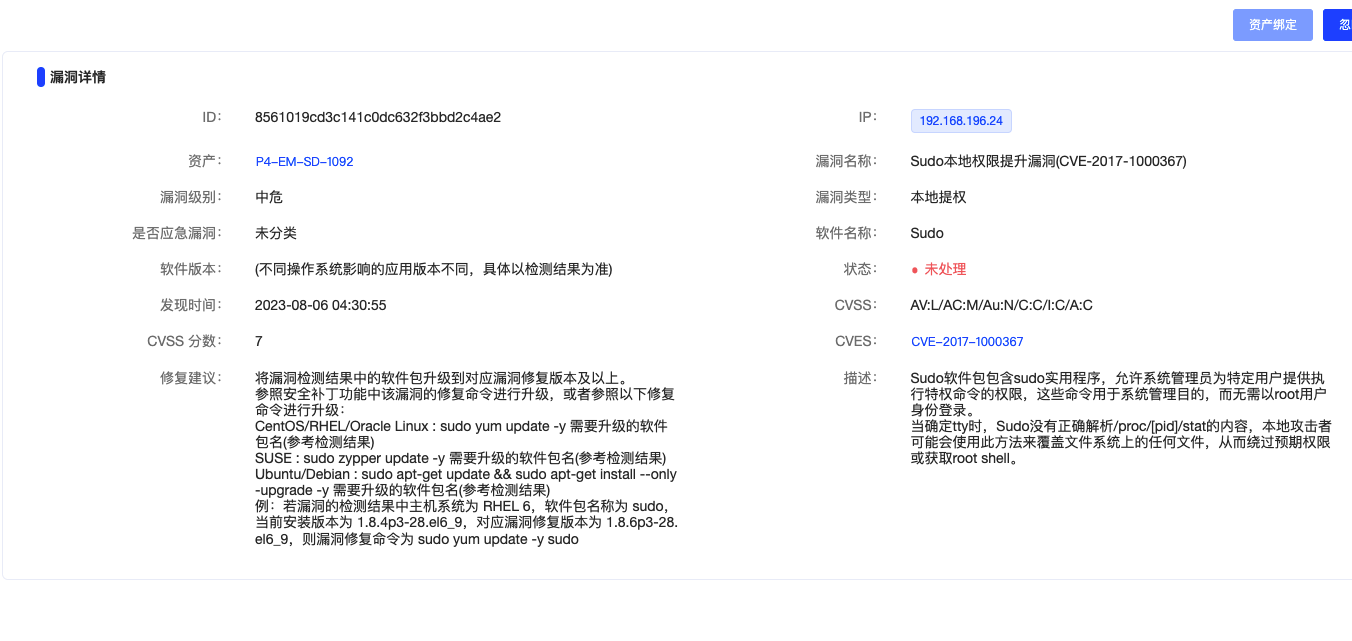 资产绑定
忽
漏洞详情
ID：
8561019cd3c141c0dc632f3bbd2c4ae2
IP：
192.168.196.24
资产：
P4-EM-SD-1092
漏洞名称：
Sudo本地权限提升漏洞(CVE-2017-1000367)
漏洞级别：
中危
漏洞类型：
本地提权
是否应急漏洞：
未分类
软件名称：
Sudo
软件版本：
(不同操作系统影响的应用版本不同，具体以检测结果为准)
状态：
未处理
发现时间：
2023-08-06 04:30:55
CVSS：
AV:L/AC:M/Au:N/C:C/I:C/A:C
CVSS 分数：
7
CVES：
CVE-2017-1000367
修复建议：
将漏洞检测结果中的软件包升级到对应漏洞修复版本及以上。
参照安全补丁功能中该漏洞的修复命令进行升级，或者参照以下修复
命令进行升级：
CentOS/RHEL/Oracle Linux : sudo yum update -y 需要升级的软件
包名(参考检测结果)
SUSE : sudo zypper update -y 需要升级的软件包名(参考检测结果)
Ubuntu/Debian : sudo apt-get update && sudo apt-get install --only
-upgrade -y 需要升级的软件包名(参考检测结果)
例：若漏洞的检测结果中主机系统为 RHEL 6，软件包名称为 sudo，
当前安装版本为 1.8.4p3-28.el6_9，对应漏洞修复版本为 1.8.6p3-28.
el6_9，则漏洞修复命令为 sudo yum update -y sudo
描述：
Sudo软件包包含sudo实用程序，允许系统管理员为特定用户提供执
行特权命令的权限，这些命令用于系统管理目的，而无需以root用户
身份登录。
当确定tty时，Sudo没有正确解析/proc/[pid]/stat的内容，本地攻击者
可能会使用此方法来覆盖文件系统上的任何文件，从而绕过预期权限
或获取root shell。